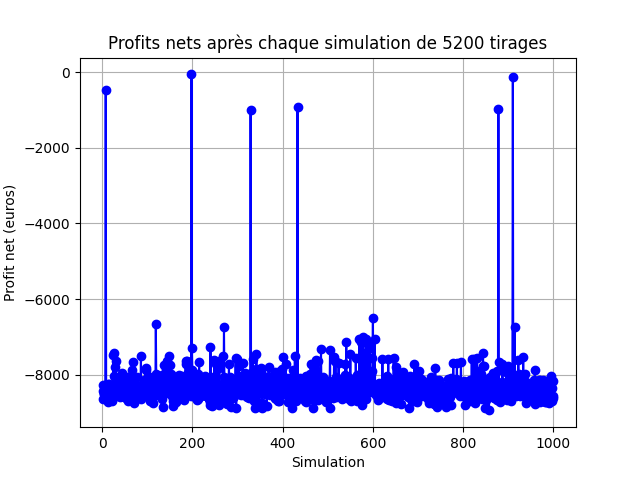 Profits nets après chaque simulation de 5200 tirages
0
−2000
−4000
−6000
−8000
Profit net (euros)
0 200 400 600 800 1000
Simulation